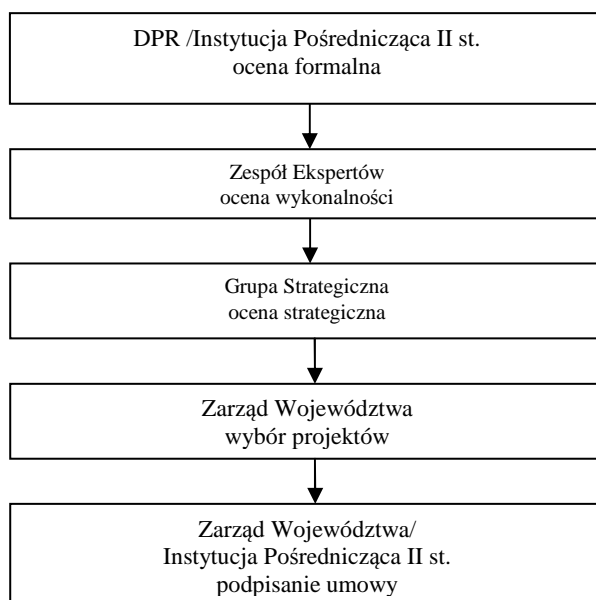 DPR /Instytucja Pośrednicząca II st.
ocena formalna
Zespół Ekspertów
ocena wykonalności
Grupa Strategiczna
ocena strategiczna
Zarząd Województwa
wybór projektów
Zarząd Województwa/
Instytucja Pośrednicząca II st.
podpisanie umowy